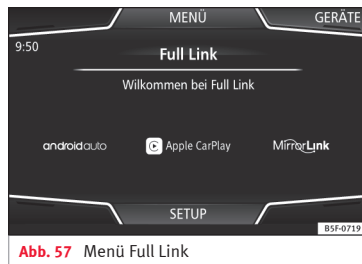 MENÜ
GERÄTE
9:50
Full Link
Wilkommen bei Full Link
androidauto
Apple CarPlay
MirrorLink
SETUP
B5F-0719
Abb. 57 Menü Full Link